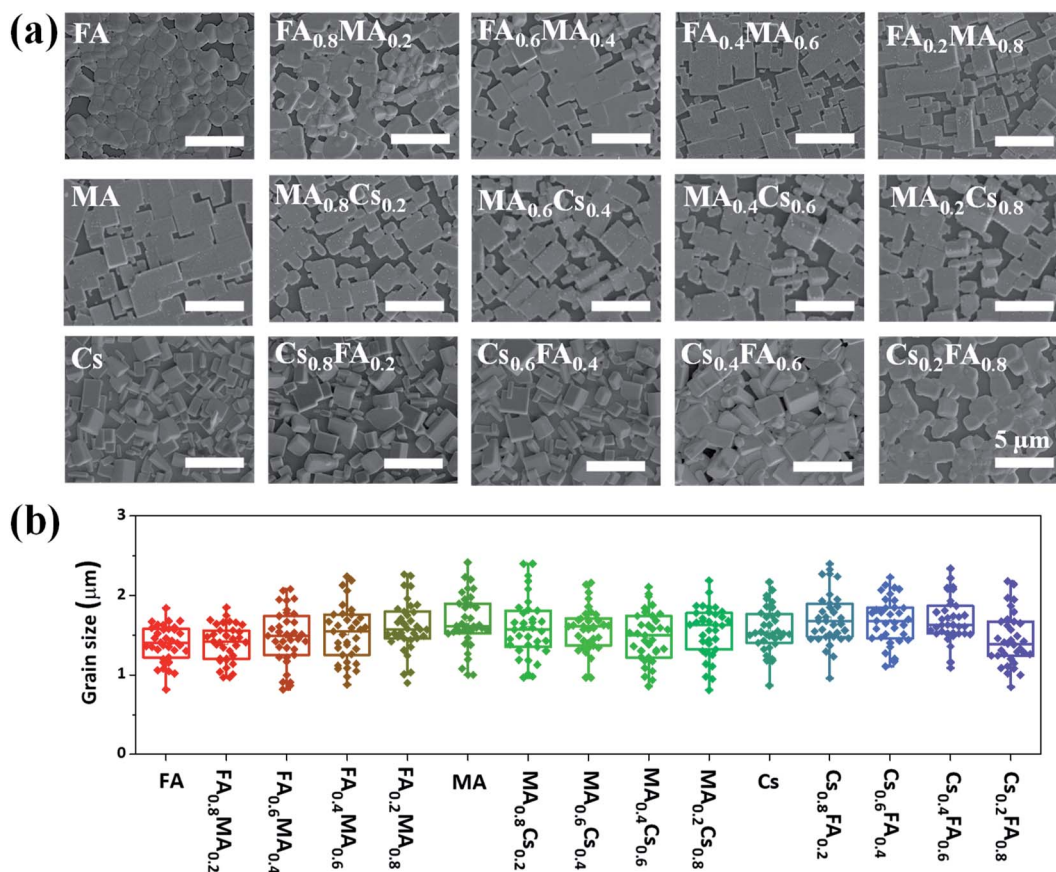 (a)
FA FA0.8MA0.2 FA0.6MA0.4 FA0.4MA0.6 FA0.2MA0.8
MA MA0.8Cs0.2 MA0.6Cs0.4 MA0.4Cs0.6 MA0.2Cs0.8
Cs Cs0.8FA0.2 Cs0.6FA0.4 Cs0.4FA0.6 Cs0.2FA0.8
5 μm
(b)
Grain size (μm)
3
2
1
0
FA FA0.8MA0.2 FA0.6MA0.4 FA0.4MA0.6 FA0.2MA0.8 MA MA0.8Cs0.2 MA0.6Cs0.4 MA0.4Cs0.6 MA0.2Cs0.8 Cs Cs0.8FA0.2 Cs0.6FA0.4 Cs0.4FA0.6 Cs0.2FA0.8